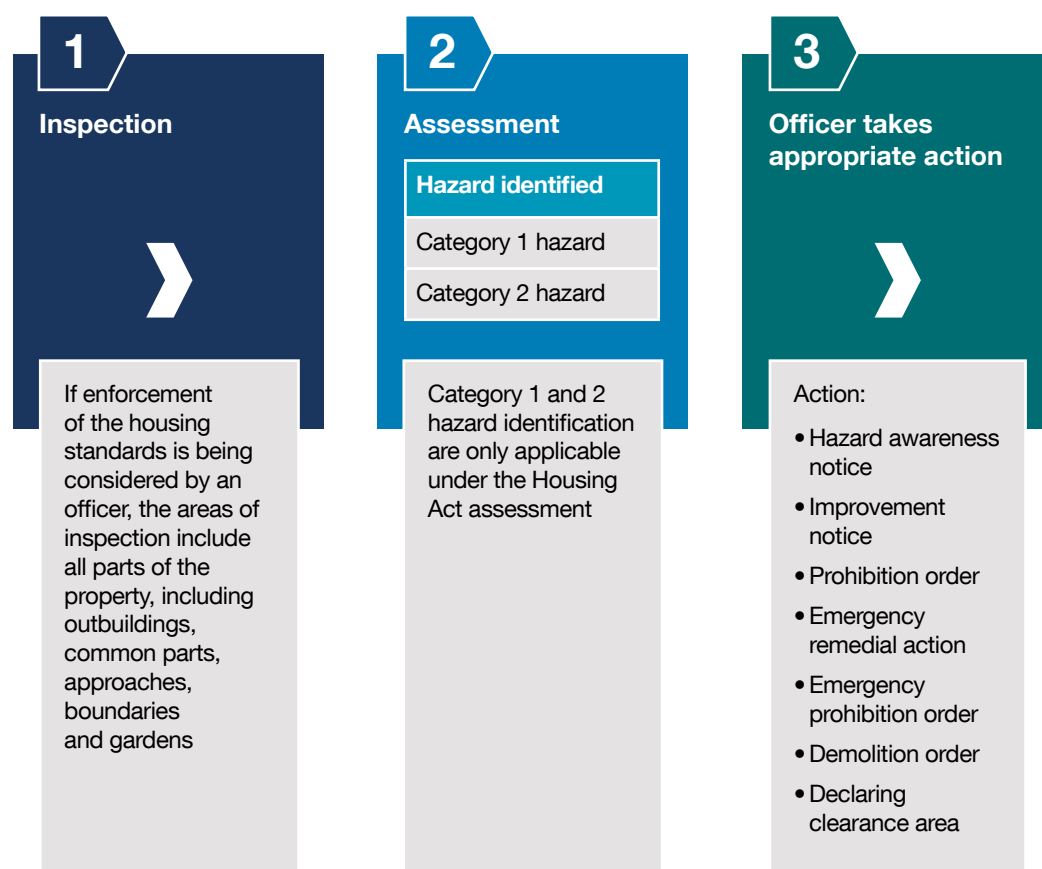 1
Inspection
If enforcement
of the housing
standards is being
considered by an
officer, the areas of
inspection include
all parts of the
property, including
outbuildings,
common parts,
approaches,
boundaries
and gardens
2
Assessment
Hazard identified
Category 1 hazard
Category 2 hazard
Category 1 and 2
hazard identification
are only applicable
under the Housing
Act assessment
3
Officer takes
appropriate action
Action:
• Hazard awareness
notice
• Improvement
notice
• Prohibition order
• Emergency
remedial action
• Emergency
prohibition order
• Demolition order
• Declaring
clearance area